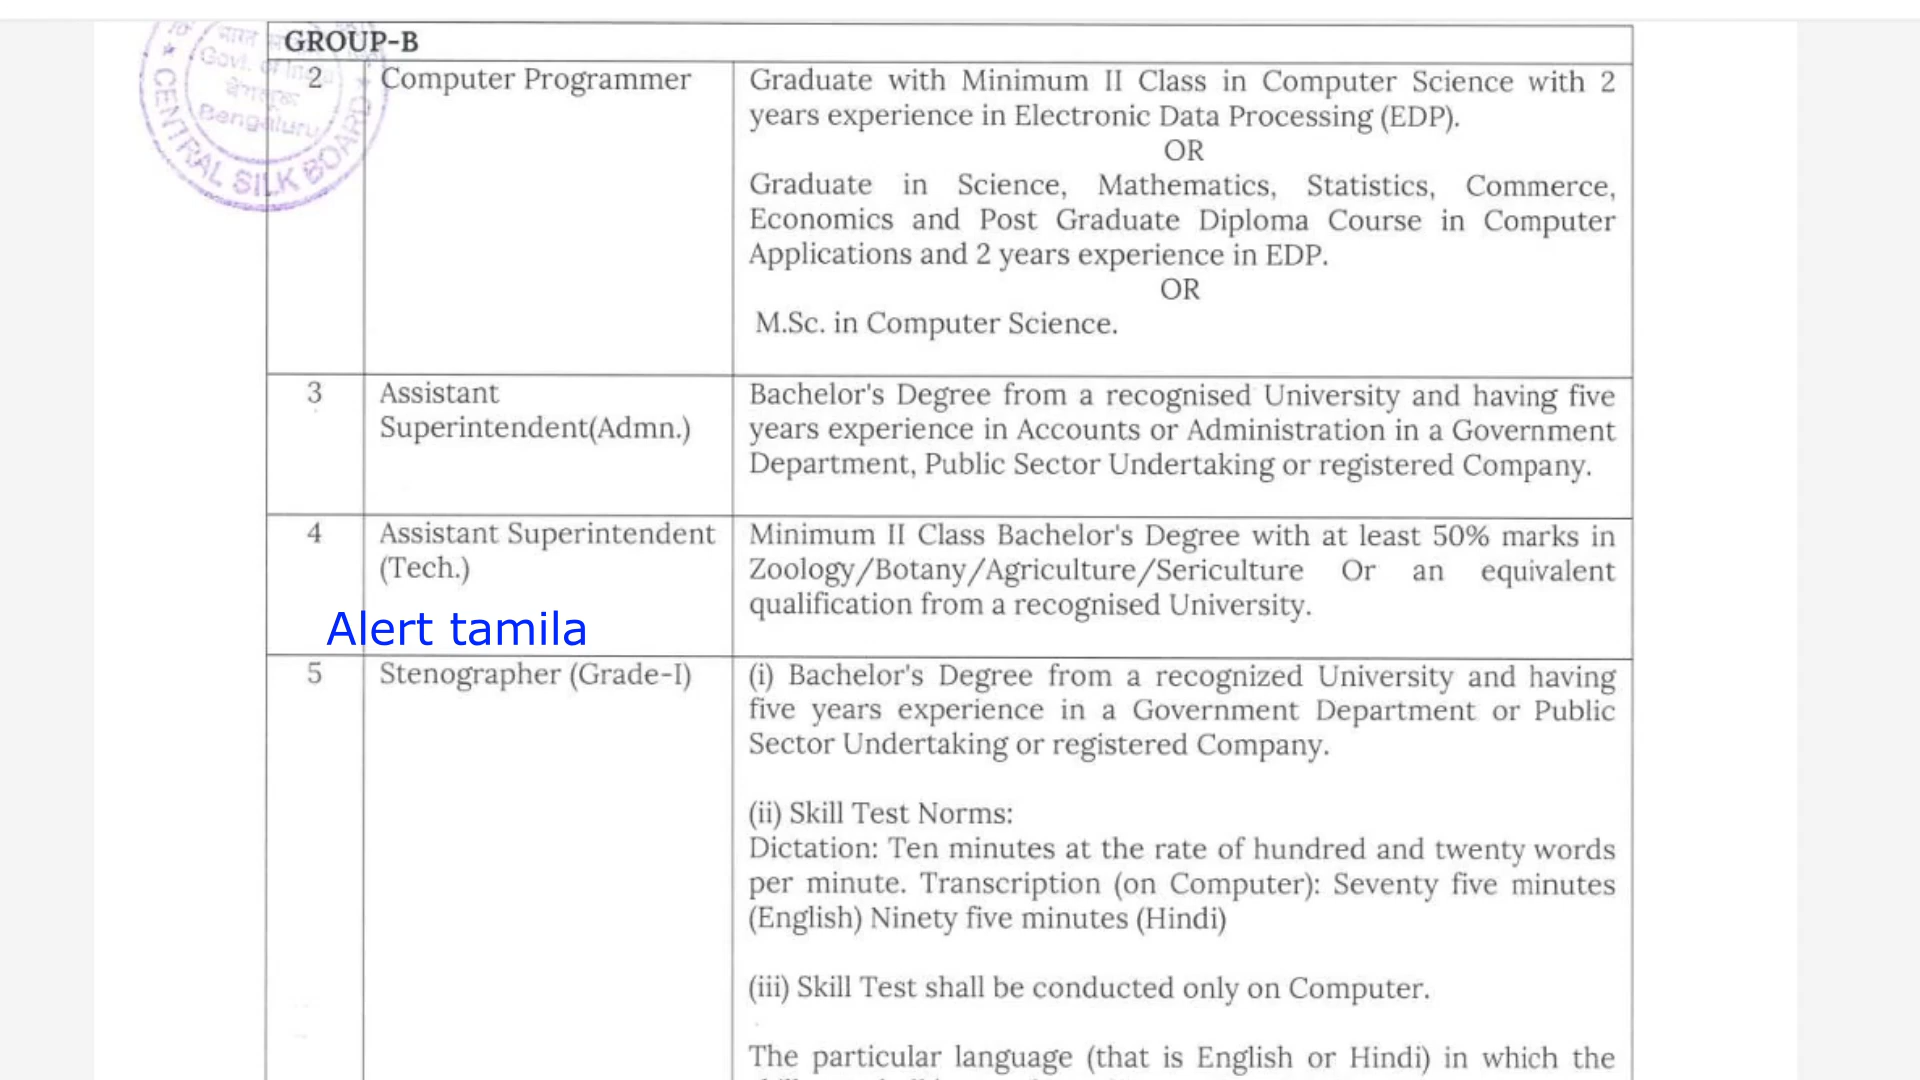 GROUP-B
भारत
Govt. of India
बेंगलूरु
Bengaluru
★ CENTRAL SILK BOARD ★
2
Computer Programmer
Graduate with Minimum II Class in Computer Science with 2
years experience in Electronic Data Processing (EDP).
OR
Graduate in Science, Mathematics, Statistics, Commerce,
Economics and Post Graduate Diploma Course in Computer
Applications and 2 years experience in EDP.
OR
M.Sc. in Computer Science.
3
Assistant
Superintendent(Admn.)
Bachelor's Degree from a recognised University and having five
years experience in Accounts or Administration in a Government
Department, Public Sector Undertaking or registered Company.
4
Assistant Superintendent
(Tech.)
Minimum II Class Bachelor's Degree with at least 50% marks in
Zoology/Botany/Agriculture/Sericulture Or an equivalent
qualification from a recognised University.
Alert tamila
5
Stenographer (Grade-I)
(i) Bachelor's Degree from a recognized University and having
five years experience in a Government Department or Public
Sector Undertaking or registered Company.
(ii) Skill Test Norms:
Dictation: Ten minutes at the rate of hundred and twenty words
per minute. Transcription (on Computer): Seventy five minutes
(English) Ninety five minutes (Hindi)
(iii) Skill Test shall be conducted only on Computer.
The particular language (that is English or Hindi) in which the